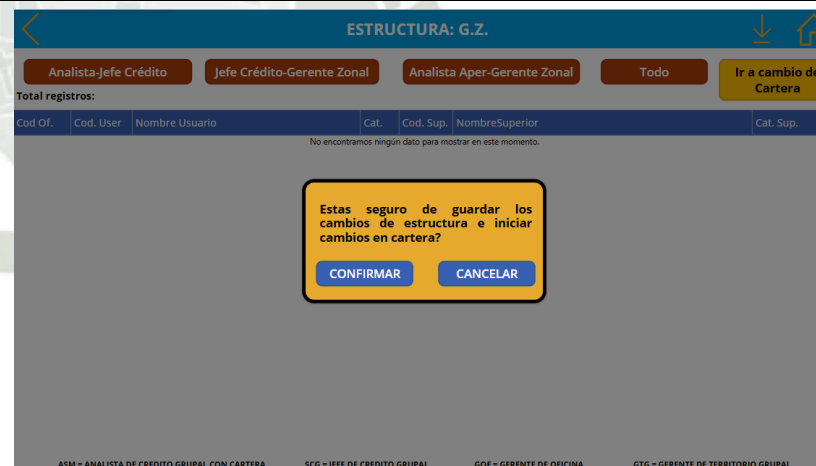 ESTRUCTURA: G.Z.
Analista-Jefe Crédito Jefe Crédito-Gerente Zonal Analista Aper-Gerente Zonal Todo Ir a cambio de
Cartera
Total registros:
Cod Of. Cod. User Nombre Usuario Cat. Cod. Sup. NombreSuperior Cat. Sup.
No encontramos ningún dato para mostrar en este momento.
Estas seguro de guardar los
cambios de estructura e iniciar
cambios en cartera?
CONFIRMAR CANCELAR
ASM = ANALISTA DE CREDITO GRUPAL CON CARTERA SCG = JEFE DE CREDITO GRUPAL GOF = GERENTE DE OFICINA GTG = GERENTE DE TERRITORIO GRUPAL